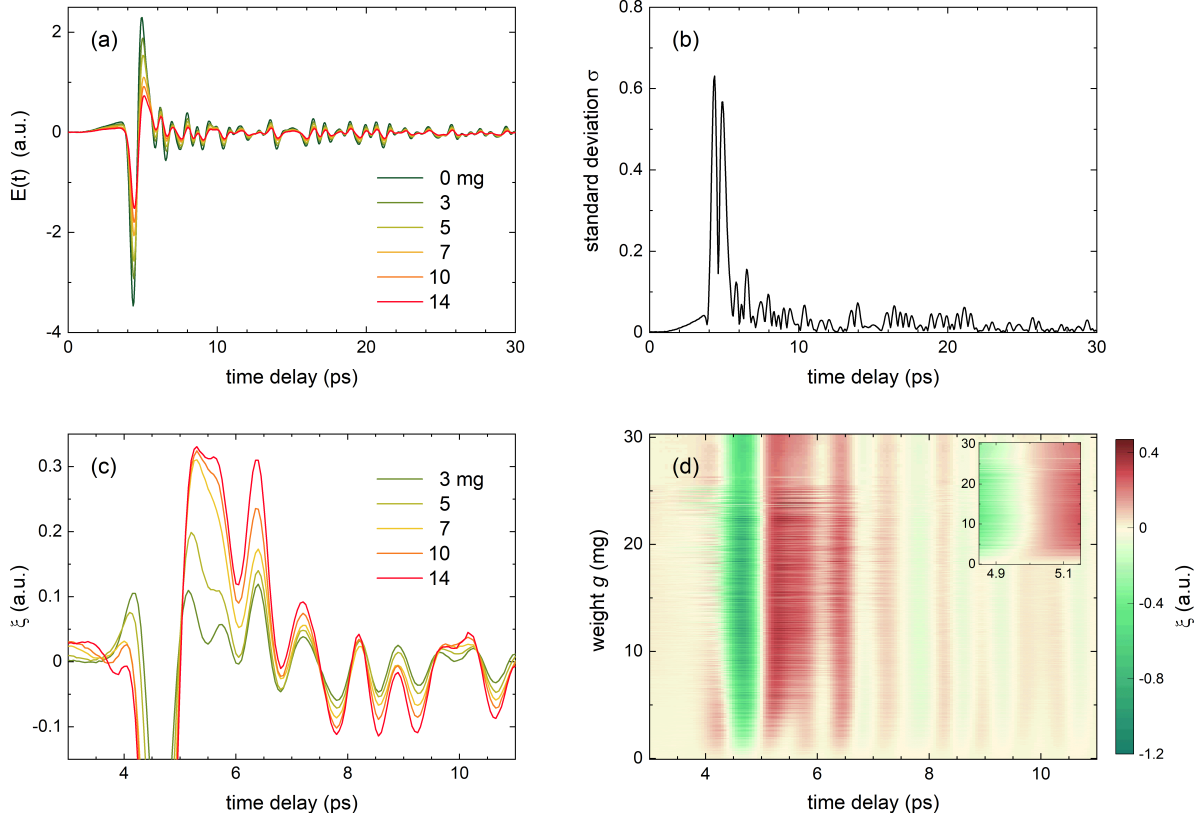 (a)
E(t) (a.u.)
2
0
-2
-4
0 mg
3
5
7
10
14
0 10 20 30
time delay (ps)
(b)
standard deviation σ
0.8
0.6
0.4
0.2
0
0 10 20 30
time delay (ps)
(c)
ξ (a.u.)
0.3
0.2
0.1
0
-0.1
3 mg
5
7
10
14
4 6 8 10
time delay (ps)
(d)
weight g (mg)
30
20
10
0
4 6 8 10
time delay (ps)
30
20
10
0
4.9 5.1
0.4
0
-0.4
-0.8
-1.2
ξ (a.u.)